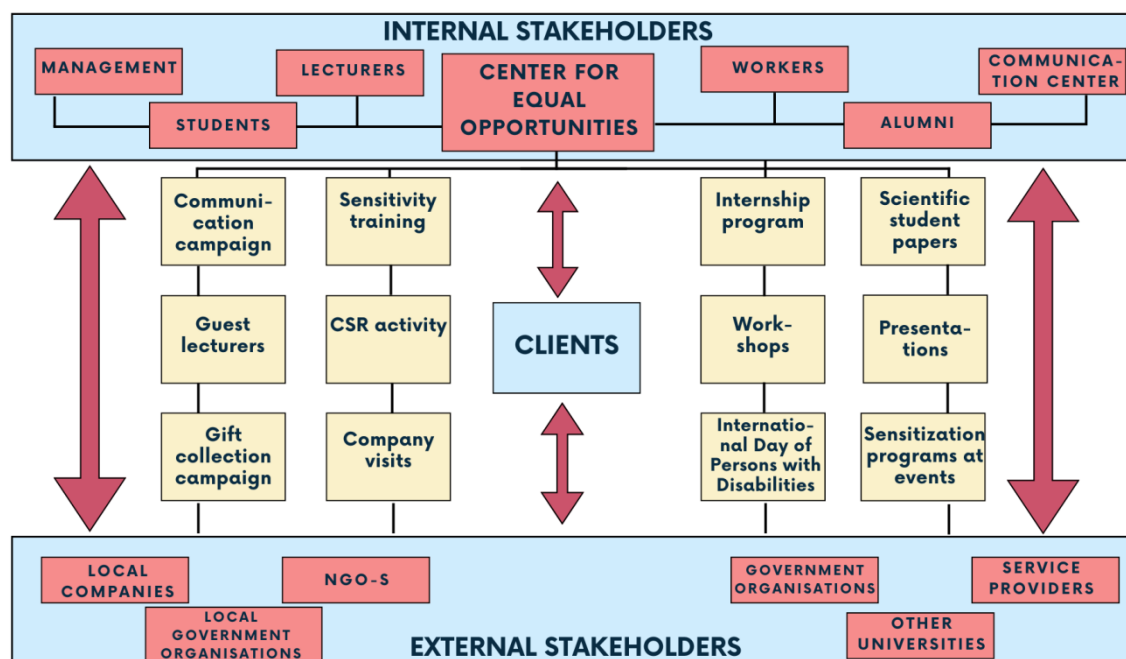 INTERNAL STAKEHOLDERS
MANAGEMENT
STUDENTS
LECTURERS
CENTER FOR
EQUAL
OPPORTUNITIES
WORKERS
ALUMNI
COMMUNICA-
TION CENTER
Communi-
cation
campaign
Sensitivity
training
Internship
program
Scientific
student
papers
Guest
lecturers
CSR activity
CLIENTS
Work-
shops
Presenta-
tions
Gift
collection
campaign
Company
visits
Internatio-
nal Day of
Persons with
Disabilities
Sensitization
programs at
events
LOCAL
COMPANIES
LOCAL
GOVERNMENT
ORGANISATIONS
NGO-S
GOVERNMENT
ORGANISATIONS
OTHER
UNIVERSITIES
SERVICE
PROVIDERS
EXTERNAL STAKEHOLDERS